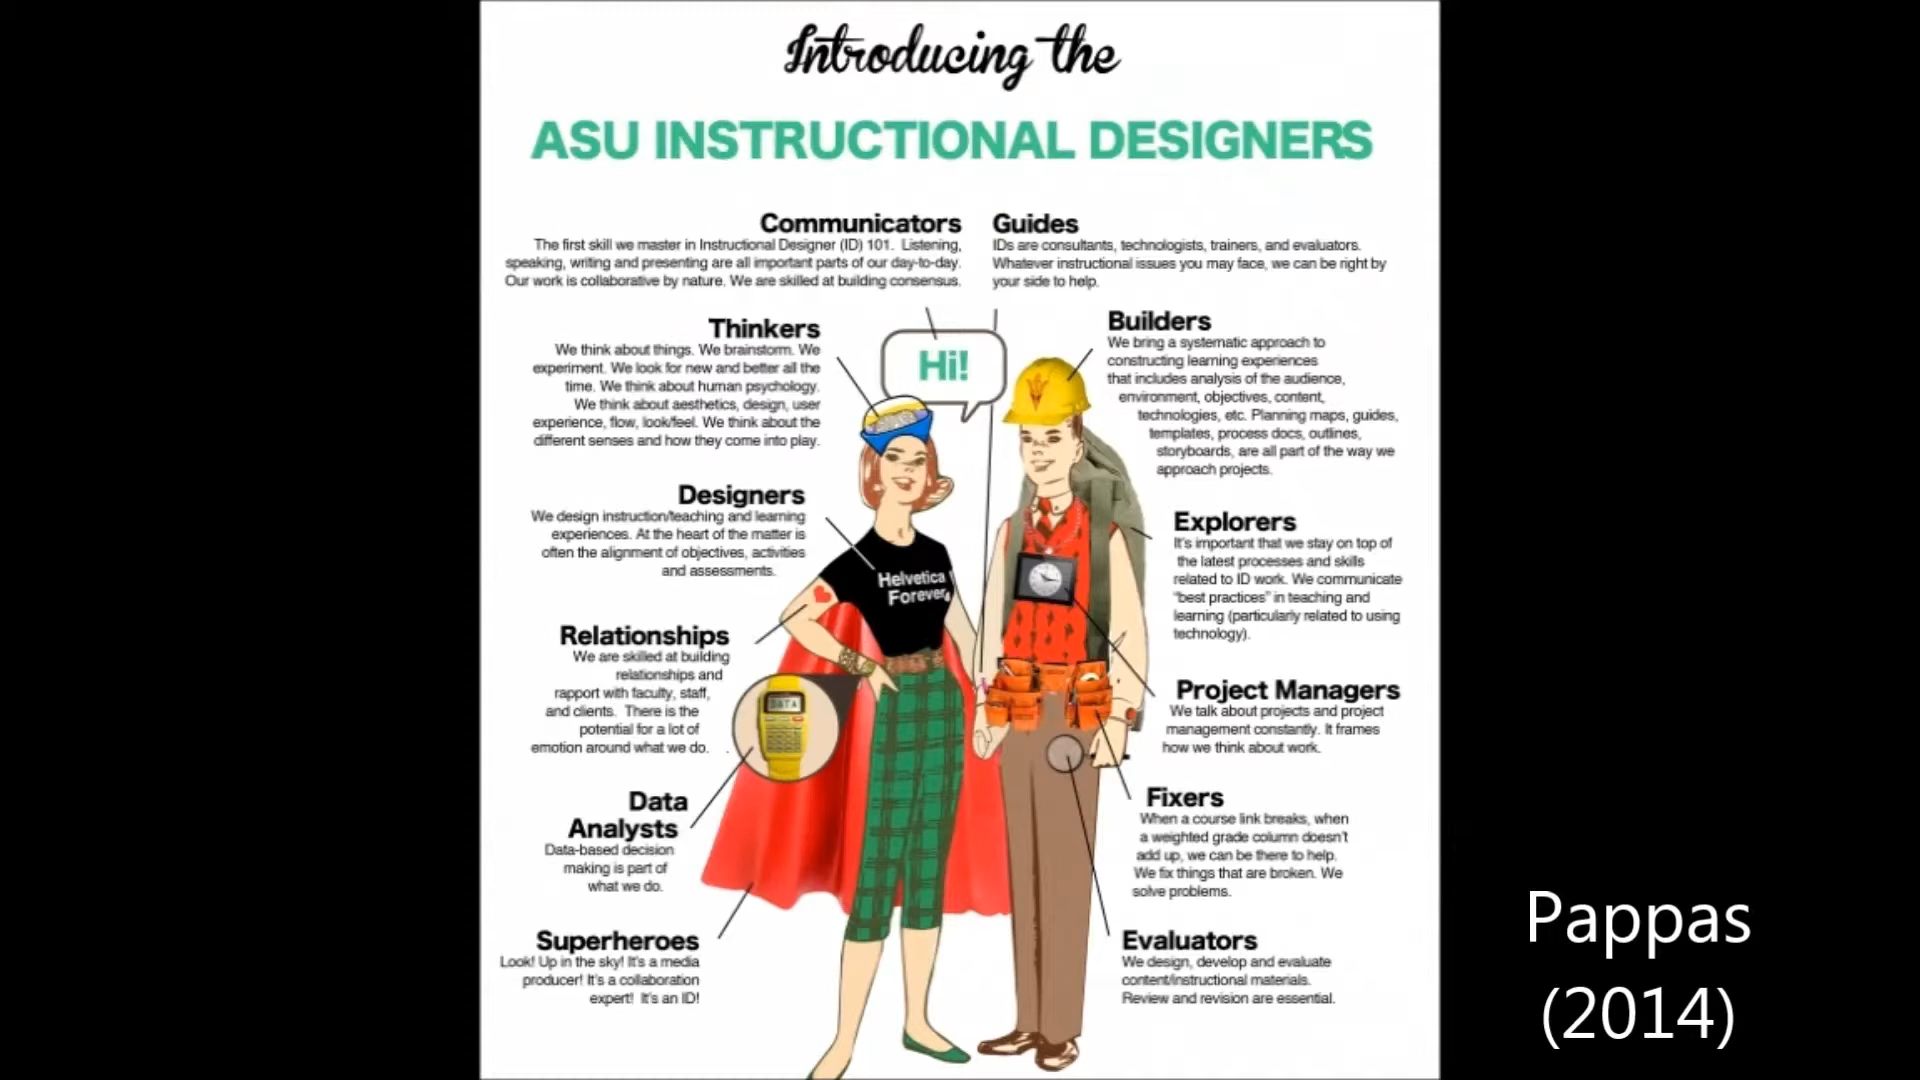 Introducing the
ASU INSTRUCTIONAL DESIGNERS
Communicators
The first skill we master in Instructional Designer (ID) 101. Listening,
speaking, writing and presenting are all important parts of our day-to-day.
Our work is collaborative by nature. We are skilled at building consensus.
Guides
IDs are consultants, technologists, trainers, and evaluators.
Whatever instructional issues you may face, we can be right by
your side to help.
Thinkers
We think about things. We brainstorm. We
experiment. We look for new and better all the
time. We think about human psychology.
We think about aesthetics, design, user
experience, flow, look/feel. We think about the
different senses and how they come into play.
Hi!
Builders
We bring a systematic approach to
constructing learning experiences
that includes analysis of the audience,
environment, objectives, content,
technologies, etc. Planning maps, guides,
templates, process docs, outlines,
storyboards, are all part of the way we
approach projects.
Designers
We design instruction/teaching and learning
experiences. At the heart of the matter is
often the alignment of objectives, activities
and assessments.
Helvetica
Forever
Explorers
It's important that we stay on top of
the latest processes and skills
related to ID work. We communicate
"best practices" in teaching and
learning (particularly related to using
technology).
Relationships
We are skilled at building
relationships and
rapport with faculty, staff,
and clients. There is the
potential for a lot of
emotion around what we do.
DATA
Project Managers
We talk about projects and project
management constantly. It frames
how we think about work.
Data
Analysts
Data-based decision
making is part of
what we do.
Fixers
When a course link breaks, when
a weighted grade column doesn't
add up, we can be there to help.
We fix things that are broken. We
solve problems.
Superheroes
Look! Up in the sky! It's a media
producer! It's a collaboration
expert! It's an ID!
Evaluators
We design, develop and evaluate
content/instructional materials.
Review and revision are essential.
Pappas
(2014)